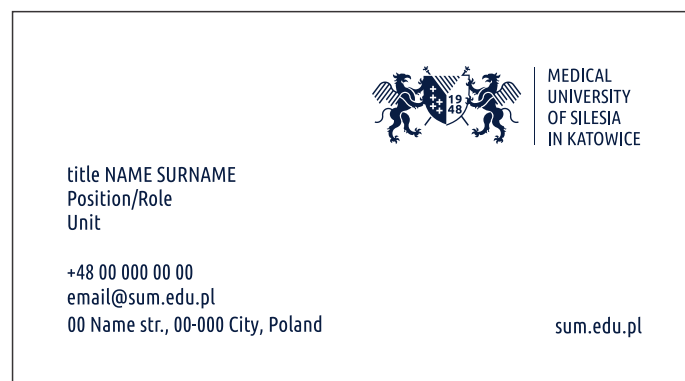 19
48
MEDICAL
UNIVERSITY
OF SILESIA
IN KATOWICE
title NAME SURNAME
Position/Role
Unit
+48 00 000 00 00
email@sum.edu.pl
00 Name str., 00-000 City, Poland
sum.edu.pl